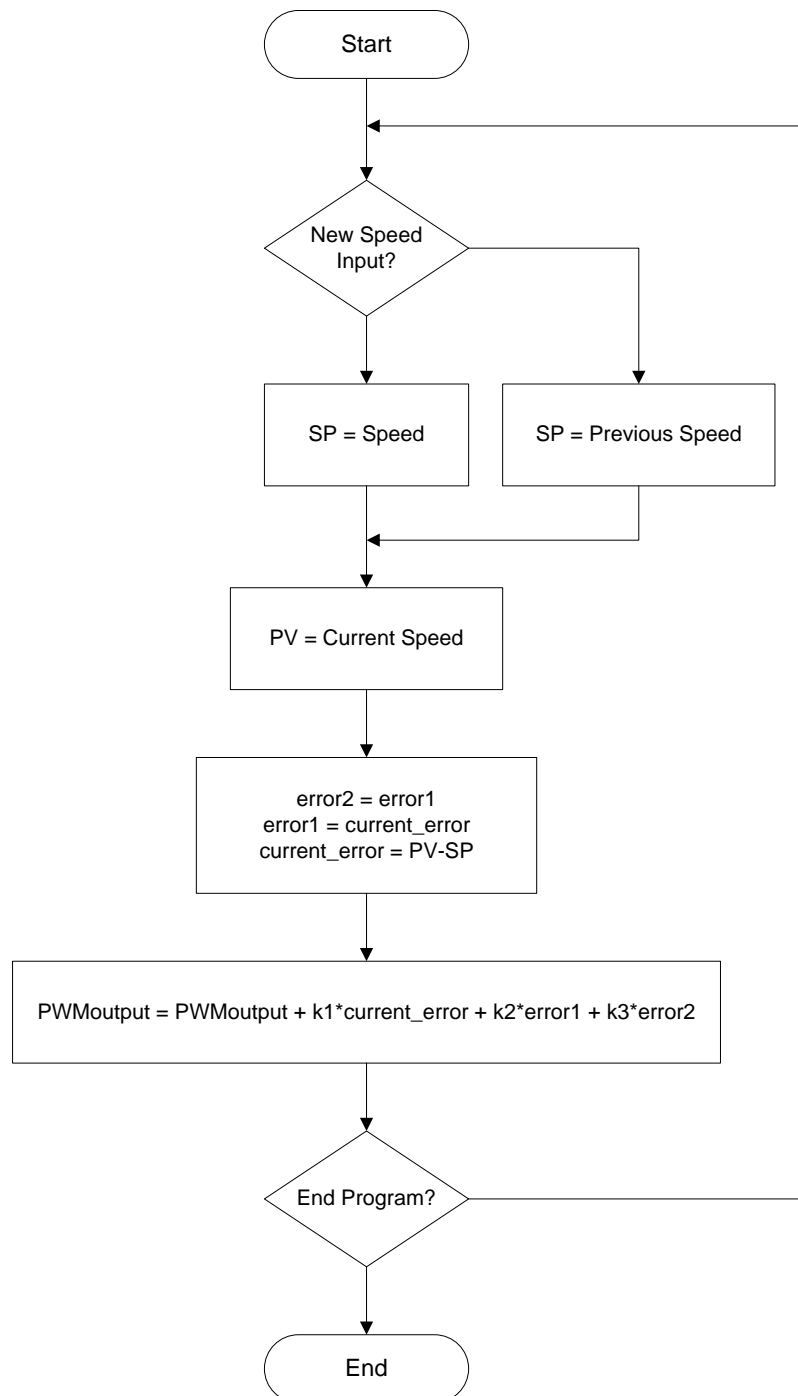 Start
New Speed
Input?
SP = Speed
SP = Previous Speed
PV = Current Speed
error2 = error1
error1 = current_error
current_error = PV-SP
PWMoutput = PWMoutput + k1*current_error + k2*error1 + k3*error2
End Program?
End